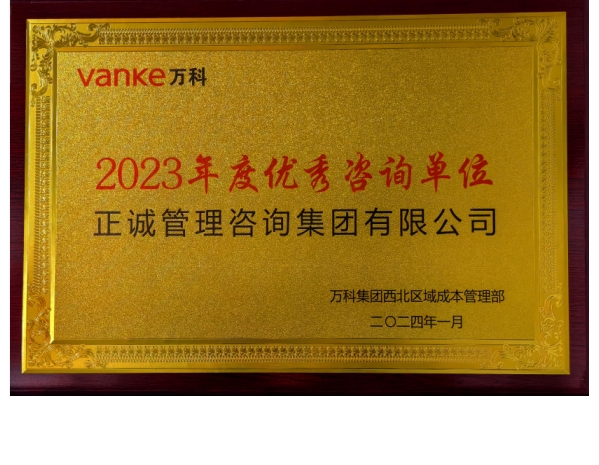 vanke万科
2023年度优秀咨询单位
正诚管理咨询集团有限公司
万科集团西北区域成本管理部
二〇二四年一月